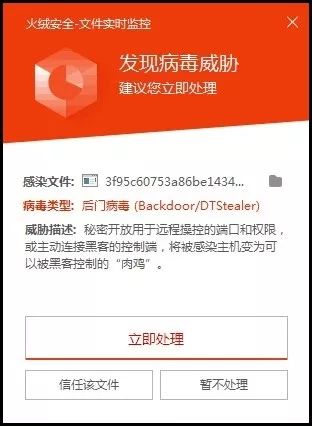 火绒安全-文件实时监控
发现病毒威胁
建议您立即处理
感染文件: 3f95c60753a86be1434...
病毒类型: 后门病毒 (Backdoor/DTStealer)
威胁描述: 秘密开放用于远程操控的端口和权限，
或主动连接黑客的控制端，将被感染主机变为可
以被黑客控制的“肉鸡”。
立即处理
信任该文件
暂不处理